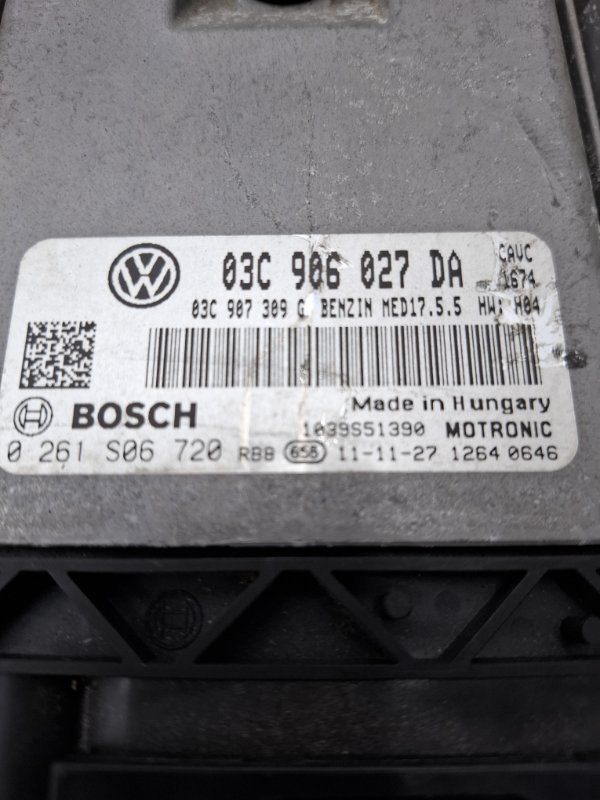 03C 906 027 DA
CAVC
1674
03C 907 309 G BENZIN MED17.5.5 HW: H04
BOSCH
Made in Hungary
1039S51390 MOTRONIC
0 261 S06 720 RBB 656 11-11-27 1264 0646